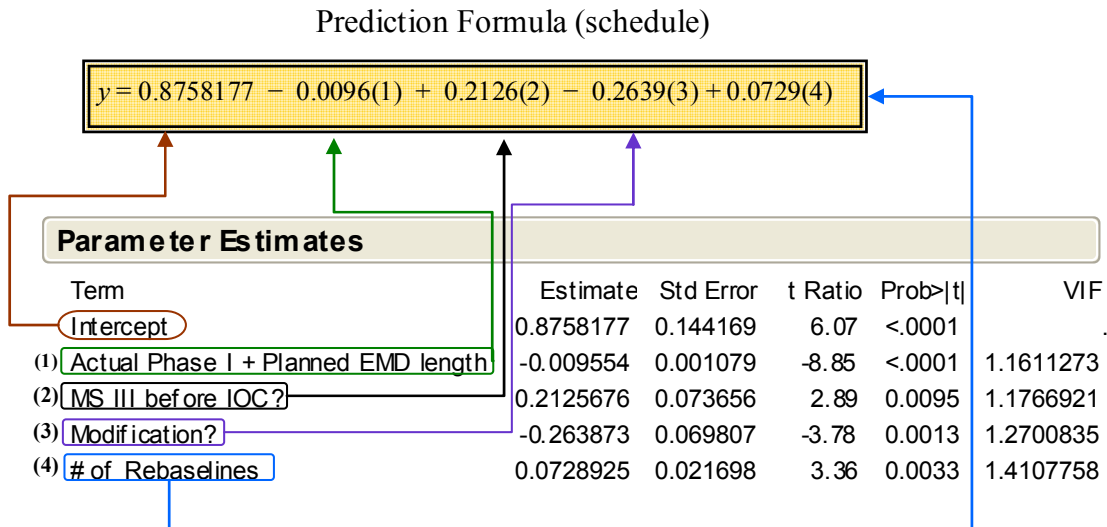 Prediction Formula (schedule)
y = 0.8758177 − 0.0096(1) + 0.2126(2) − 0.2639(3) + 0.0729(4)
Parameter Estimates
Term Estimate Std Error t Ratio Prob>|t| VIF
Intercept 0.8758177 0.144169 6.07 <.0001 .
(1) Actual Phase I + Planned EMD length -0.009554 0.001079 -8.85 <.0001 1.1611273
(2) MS III before IOC? 0.2125676 0.073656 2.89 0.0095 1.1766921
(3) Modification? -0.263873 0.069807 -3.78 0.0013 1.2700835
(4) # of Rebaselines 0.0728925 0.021698 3.36 0.0033 1.4107758